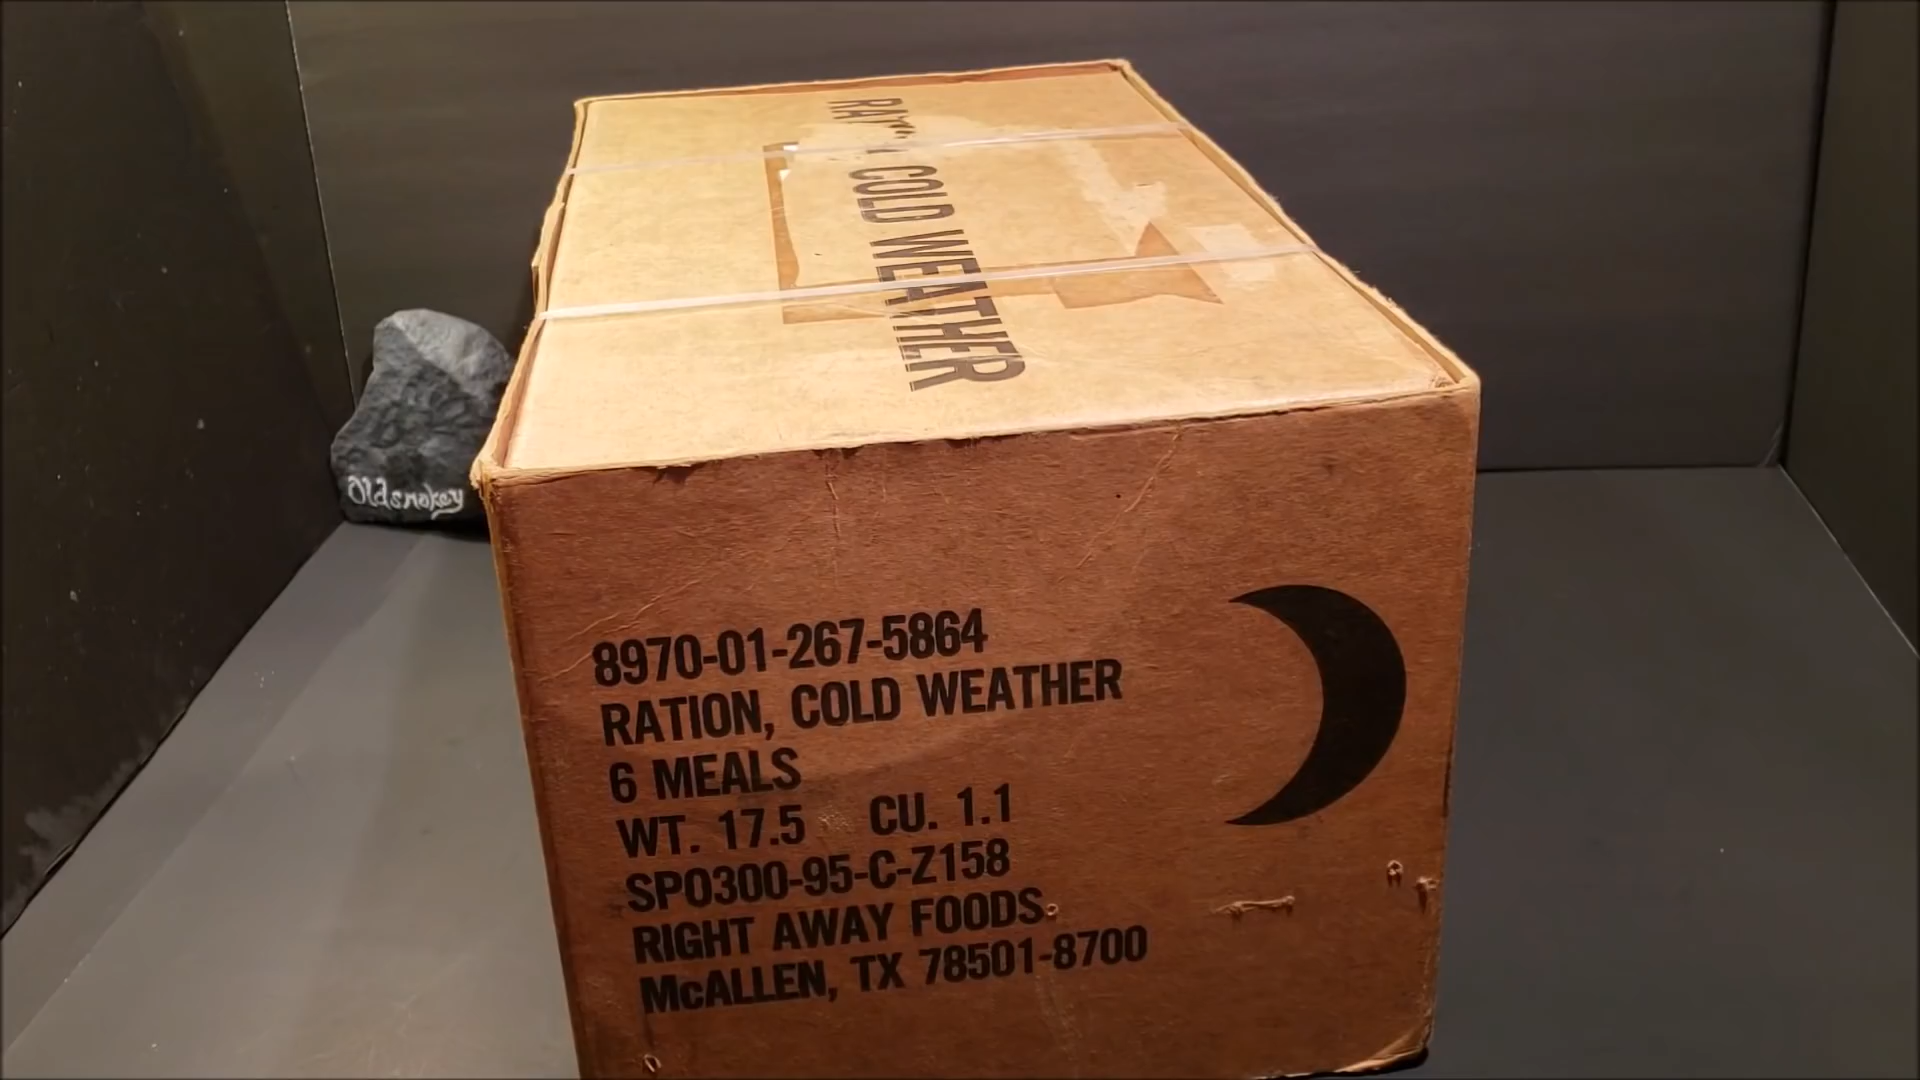 COLD WEATHER
Oldsmokey
8970-01-267-5864
RATION, COLD WEATHER
6 MEALS
WT. 17.5 CU. 1.1
SPO300-95-C-Z158
RIGHT AWAY FOODS
McALLEN, TX 78501-8700